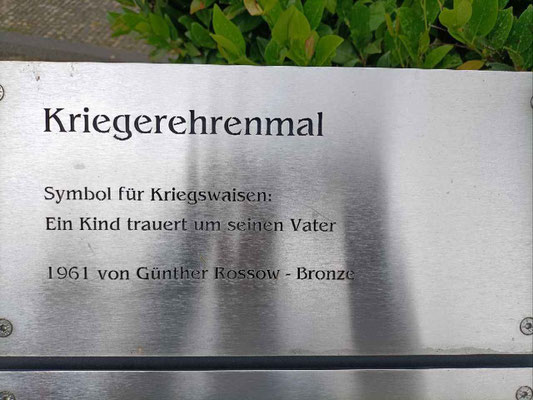 Kriegerehrenmal
Symbol für Kriegswaisen:
Ein Kind trauert um seinen Vater
1961 von Günther Rossow - Bronze